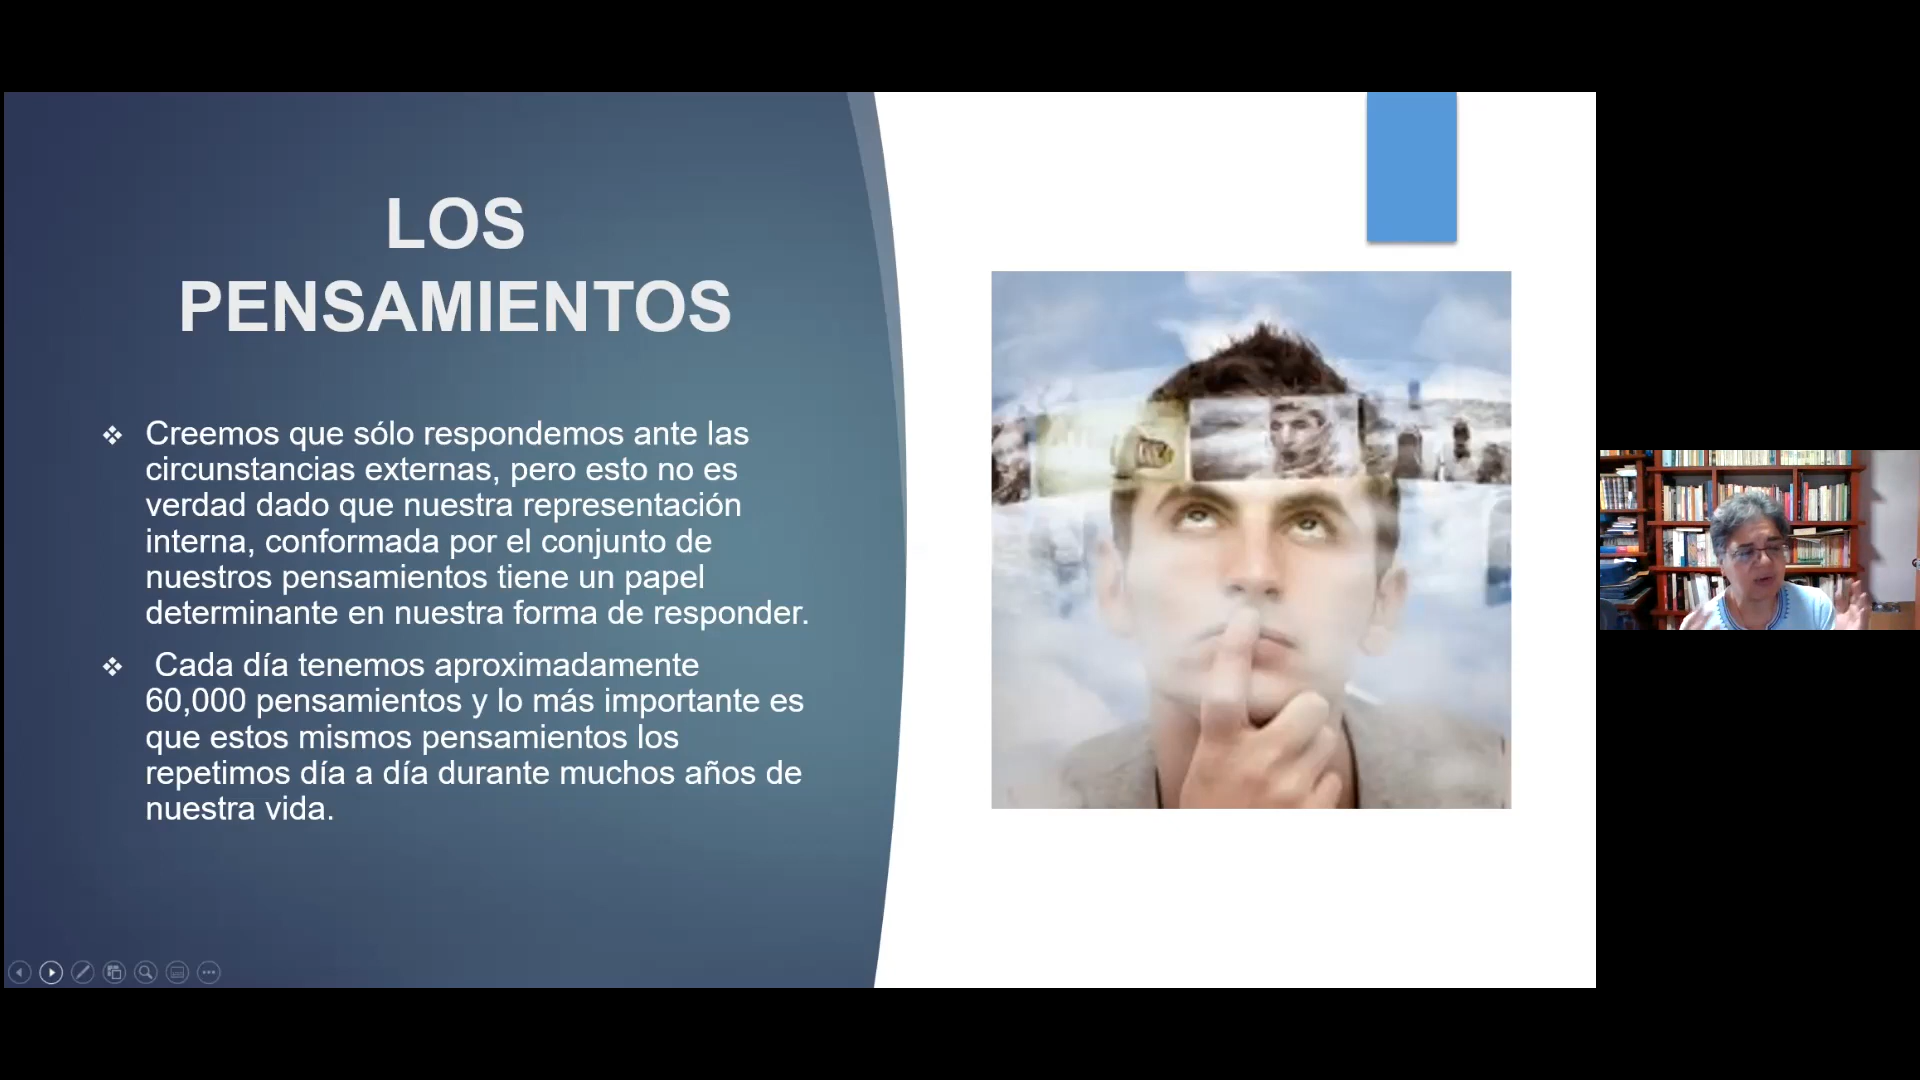 LOS
PENSAMIENTOS
❖ Creemos que sólo respondemos ante las
circunstancias externas, pero esto no es
verdad dado que nuestra representación
interna, conformada por el conjunto de
nuestros pensamientos tiene un papel
determinante en nuestra forma de responder.
❖ Cada día tenemos aproximadamente
60,000 pensamientos y lo más importante es
que estos mismos pensamientos los
repetimos día a día durante muchos años de
nuestra vida.